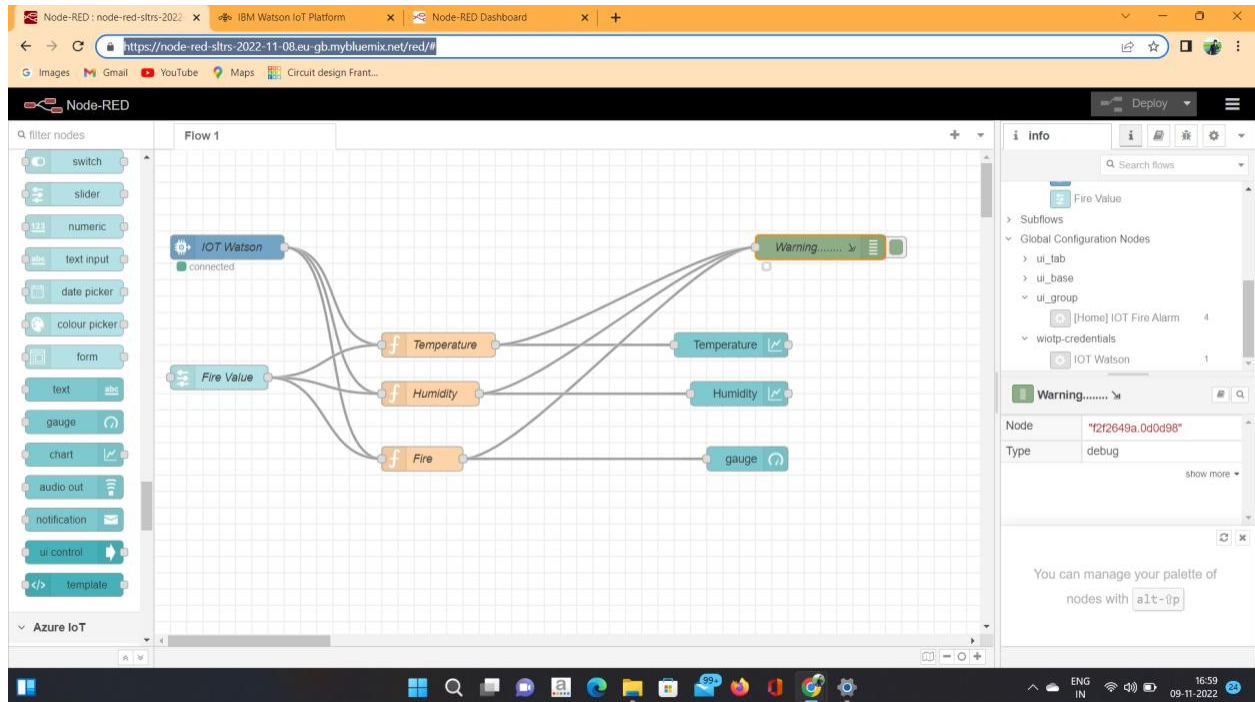 Node-RED : node-red-sltrs-2022
IBM Watson IoT Platform
Node-RED Dashboard
https://node-red-sltrs-2022-11-08.eu-gb.mybluemix.net/red/#
Images
Gmail
YouTube
Maps
Circuit design Frant...
Node-RED
Deploy
filter nodes
switch
slider
123
numeric
abc
text input
date picker
colour picker
form
text
abc
gauge
chart
audio out
notification
ui control
</>
template
Azure IoT
Flow 1
IOT Watson
connected
Fire Value
Temperature
Humidity
Fire
Warning........
Temperature
Humidity
gauge
i info
i
Search flows
Fire Value
Subflows
Global Configuration Nodes
ui_tab
ui_base
ui_group
[Home] IOT Fire Alarm 4
wiotp-credentials
IOT Watson 1
Warning........
Node "f2f2649a.0d0d98"
Type debug
show more
You can manage your palette of
nodes with alt-⇧p
99+
ENG
IN
16:59
09-11-2022
24